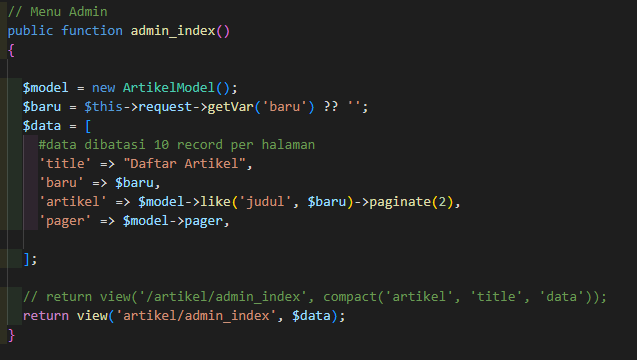 // Menu Admin
public function admin_index()
{
$model = new ArtikelModel();
$baru = $this->request->getVar('baru') ?? '';
$data = [
#data dibatasi 10 record per halaman
'title' => "Daftar Artikel",
'baru' => $baru,
'artikel' => $model->like('judul', $baru)->paginate(2),
'pager' => $model->pager,
];
// return view('/artikel/admin_index', compact('artikel', 'title', 'data'));
return view('artikel/admin_index', $data);
}